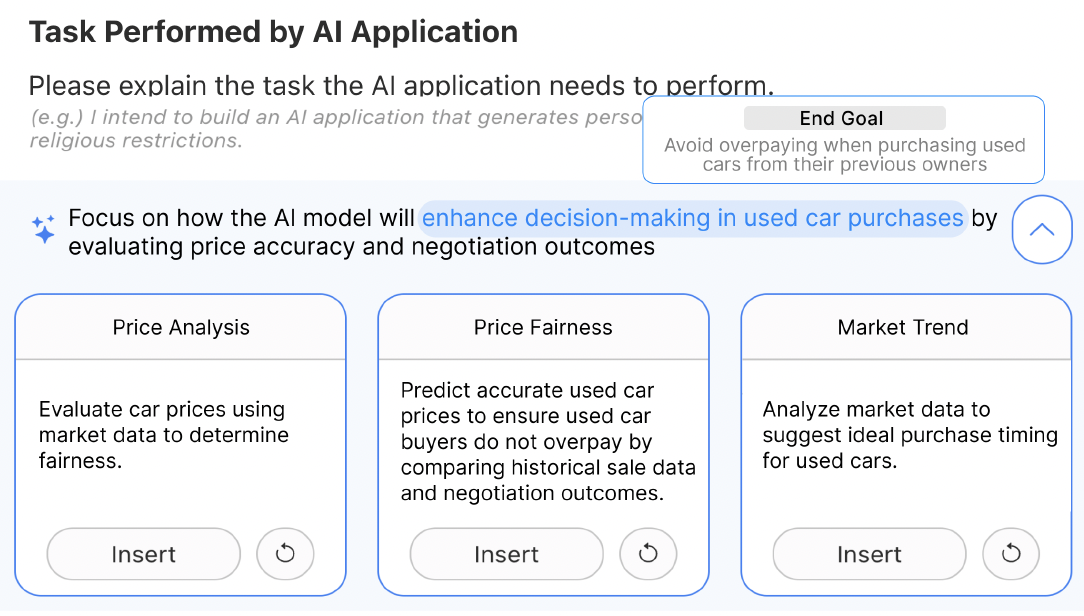 Task Performed by AI Application
Please explain the task the AI application needs to perform.
(e.g.) I intend to build an AI application that generates perso
religious restrictions.
End Goal
Avoid overpaying when purchasing used
cars from their previous owners
Focus on how the AI model will enhance decision-making in used car purchases by
evaluating price accuracy and negotiation outcomes
Price Analysis
Evaluate car prices using
market data to determine
fairness.
Insert
Price Fairness
Predict accurate used car
prices to ensure used car
buyers do not overpay by
comparing historical sale data
and negotiation outcomes.
Insert
Market Trend
Analyze market data to
suggest ideal purchase timing
for used cars.
Insert